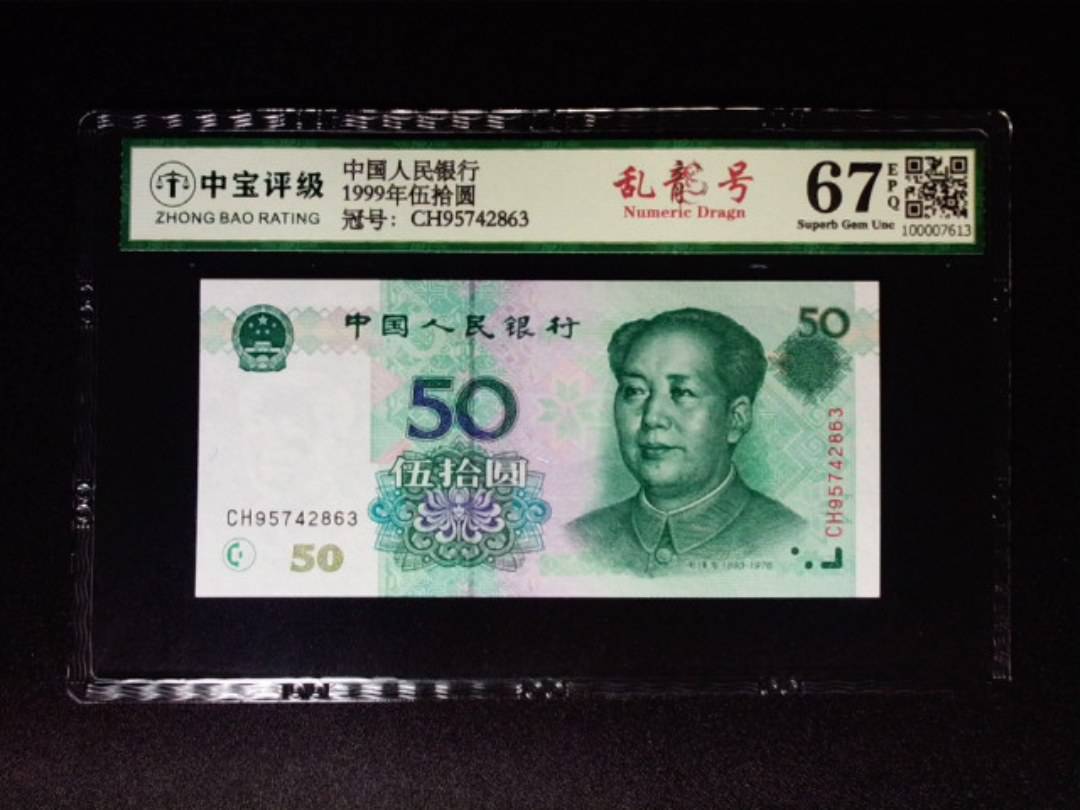 中宝评级
ZHONG BAO RATING
中国人民银行
1999年伍拾圆
冠号: CH95742863
乱龍号
Numeric Dragn
67
EPQ
Superb Gem Unc
100007613
中国人民银行
50
50
伍拾圆
CH95742863
CH95742863
50
1893-1976